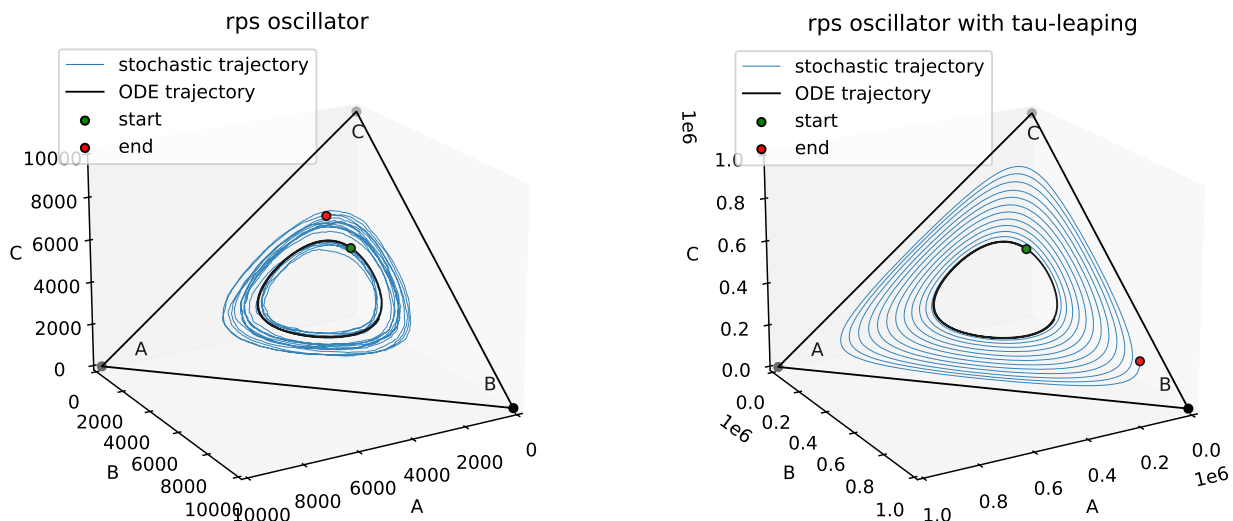 rps oscillator
stochastic trajectory
ODE trajectory
start
end
C
A
B
10000
8000
6000
4000
2000
0
C
0
2000
4000
6000
8000
10000
B
10000
8000
6000
4000
2000
0
A
rps oscillator with tau-leaping
stochastic trajectory
ODE trajectory
start
end
C
A
B
1e6
1.0
0.8
0.6
0.4
0.2
0.0
C
0.0
0.2
0.4
0.6
0.8
1.0
1e6
B
1.0
0.8
0.6
0.4
0.2
0.0
1e6
A